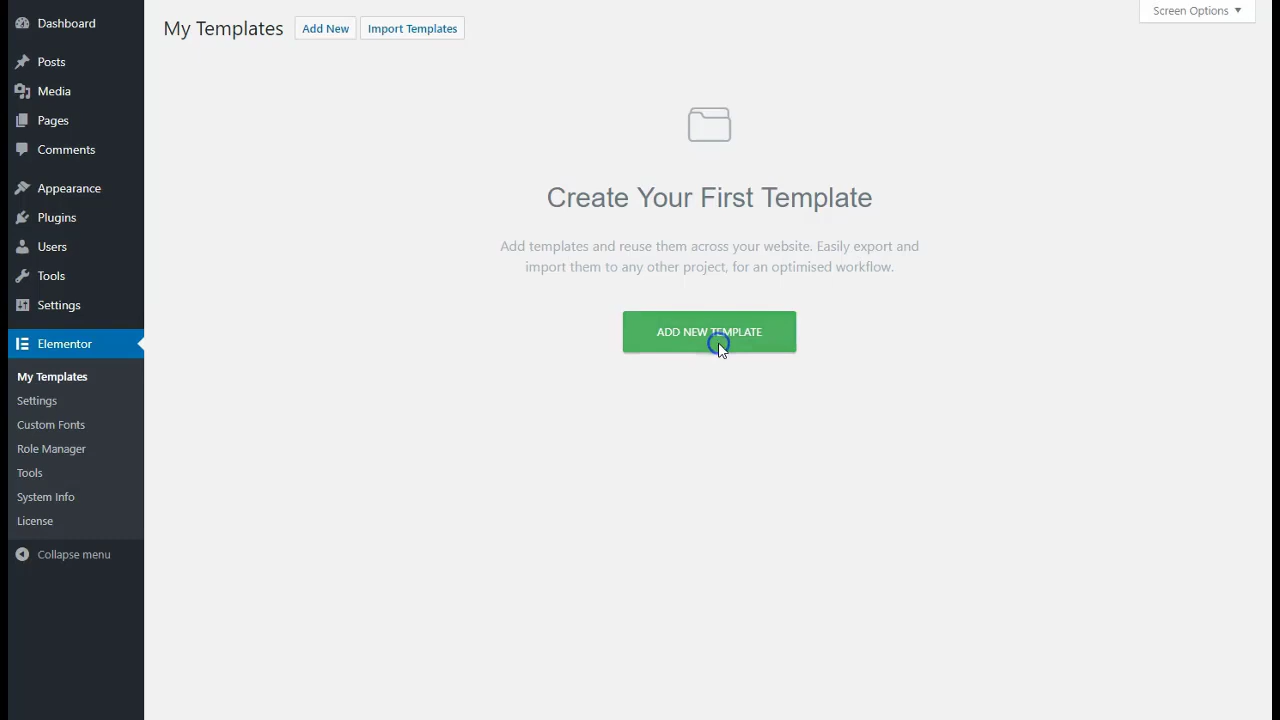 Dashboard
Posts
Media
Pages
Comments
Appearance
Plugins
Users
Tools
Settings
Elementor
My Templates
Settings
Custom Fonts
Role Manager
Tools
System Info
License
Collapse menu
My Templates
Add New
Import Templates
Screen Options
Create Your First Template
Add templates and reuse them across your website. Easily export and
import them to any other project, for an optimised workflow.
ADD NEW TEMPLATE